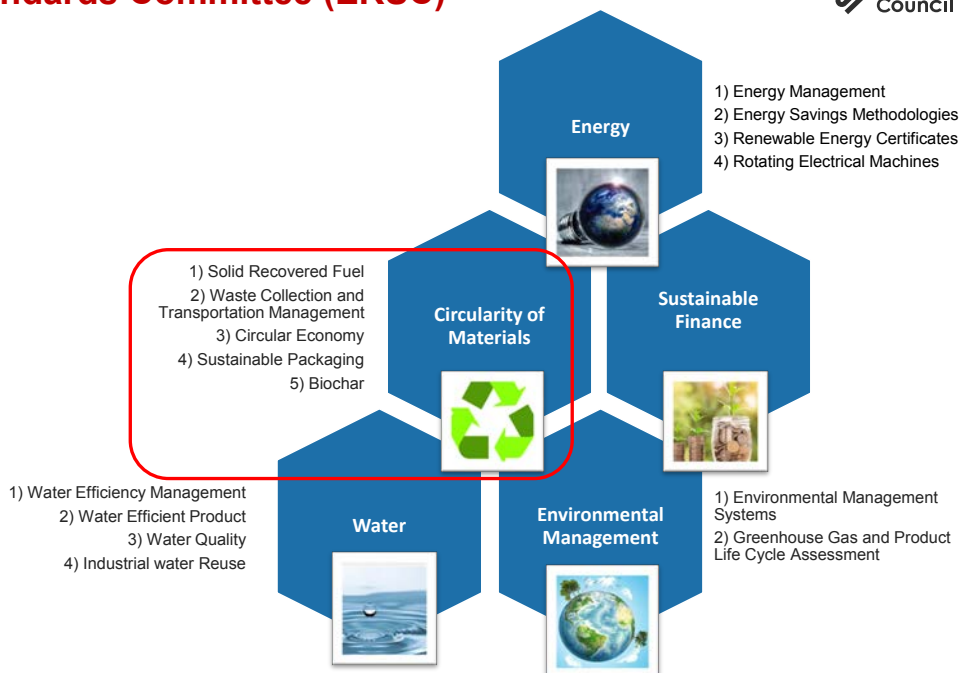 ndards Committee (ERSC)
Council
Energy
1) Energy Management
2) Energy Savings Methodologies
3) Renewable Energy Certificates
4) Rotating Electrical Machines
1) Solid Recovered Fuel
2) Waste Collection and
Transportation Management
3) Circular Economy
4) Sustainable Packaging
5) Biochar
Circularity of
Materials
Sustainable
Finance
1) Water Efficiency Management
2) Water Efficient Product
3) Water Quality
4) Industrial water Reuse
Water
Environmental
Management
1) Environmental Management
Systems
2) Greenhouse Gas and Product
Life Cycle Assessment